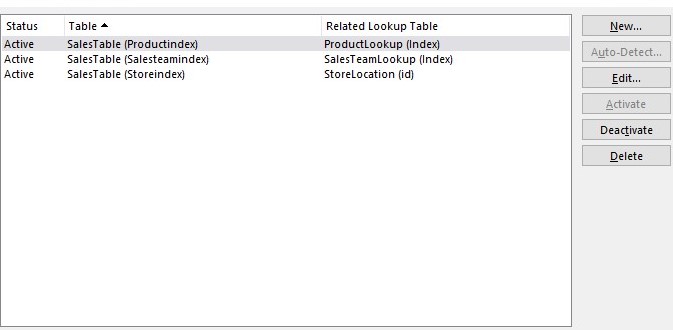 Status Table Related Lookup Table
Active SalesTable (Productindex) ProductLookup (Index)
Active SalesTable (Salesteamindex) SalesTeamLookup (Index)
Active SalesTable (Storeindex) StoreLocation (id)
New...
Auto-Detect...
Edit...
Activate
Deactivate
Delete